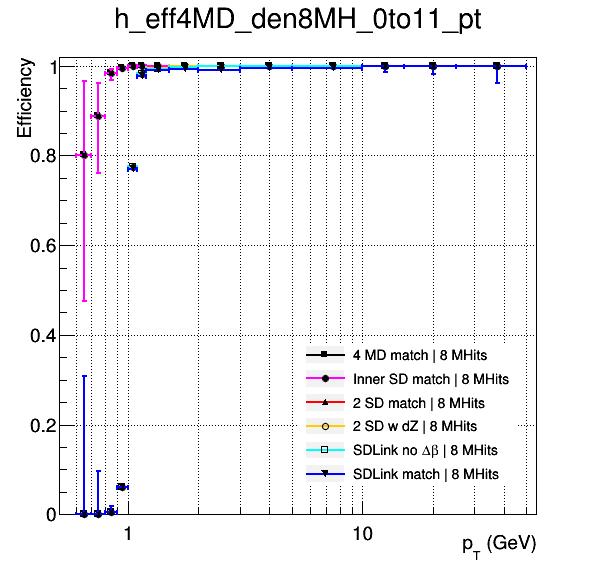 h_eff4MD_den8MH_0to11_pt
Efficiency
1
0.8
0.6
0.4
0.2
0
4 MD match | 8 MHits
Inner SD match | 8 MHits
2 SD match | 8 MHits
2 SD w dZ | 8 MHits
SDLink no Δβ | 8 MHits
SDLink match | 8 MHits
1 10
p_T (GeV)